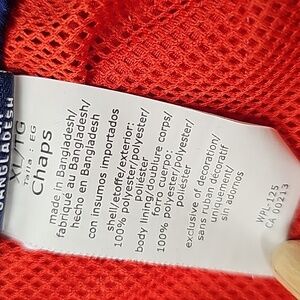 BANGLADESH
XL/TG
Talla : EG
Chaps
made in Bangladesh/
fabriqué au Bangladesh/
hecho en Bangladesh
con insumos importados
shell/etoffe/exterior:
100% polyester/polyester/
poliéster
body lining/doublure corps/
forro cuerpo:
100% polyester/polyester/
poliéster
exclusive of decoration/
sans ruban decoratif
uniquement/
sin adornos
WPL-125
CA 00213